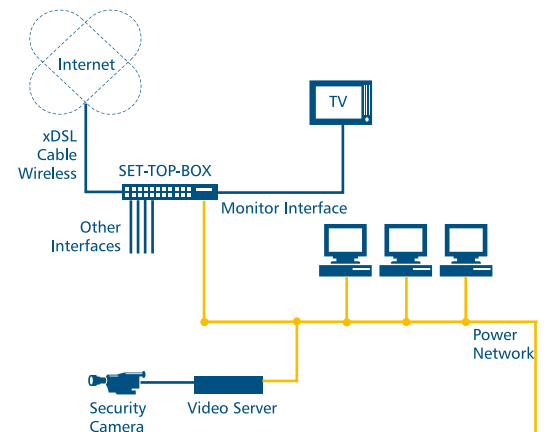 Internet
TV
xDSL
Cable
Wireless
SET-TOP-BOX
Monitor Interface
Other
Interfaces
Power
Network
Security
Camera
Video Server